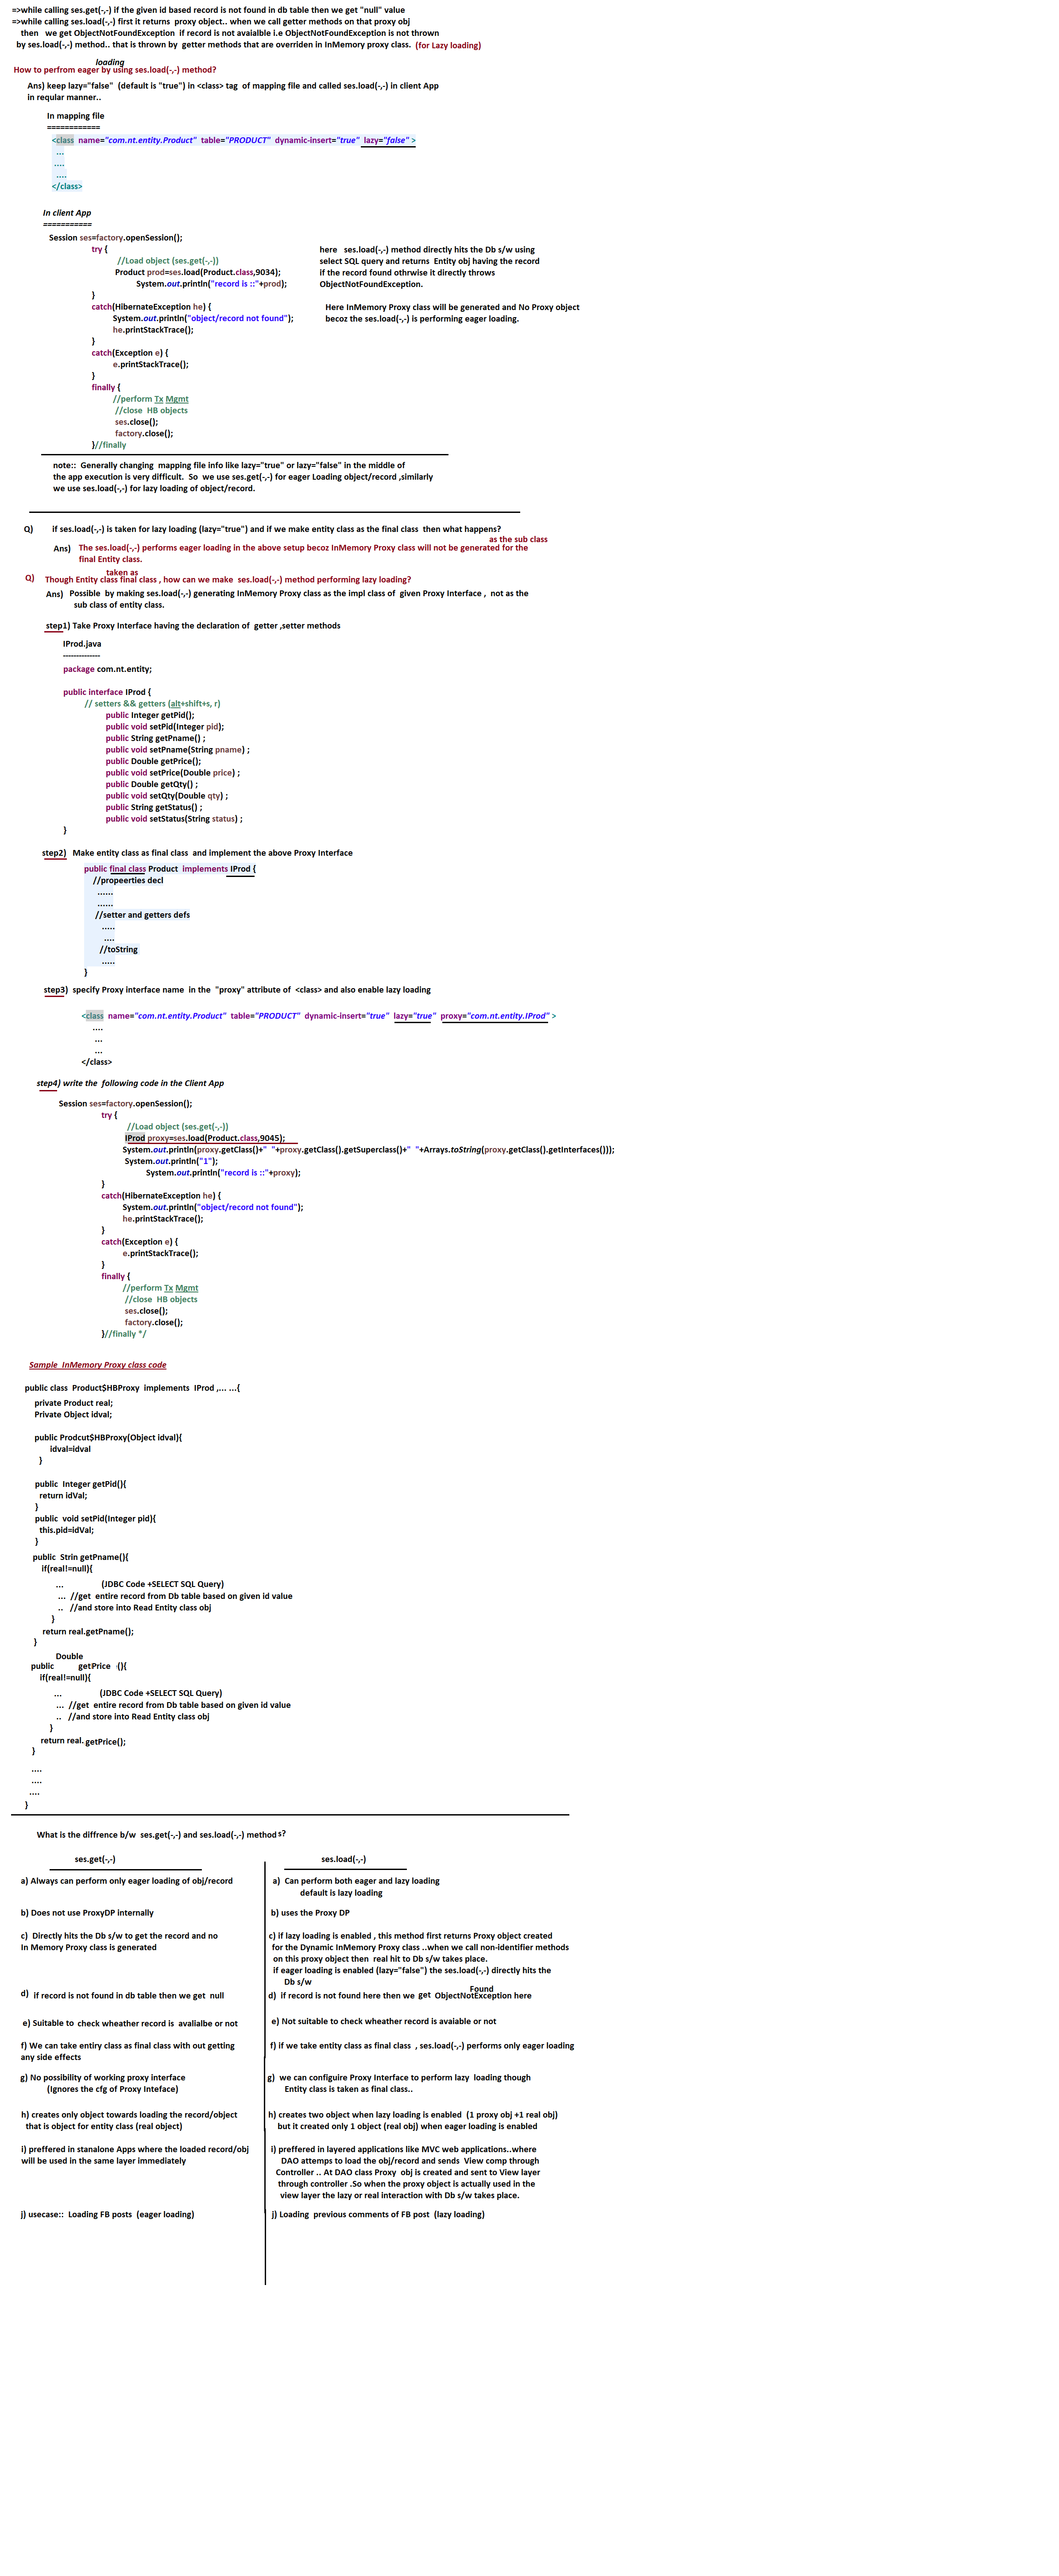 =>while calling ses.get(-,-) if the given id based record is not found in db table then we get "null" value
=>while calling ses.load(-,-) first it returns  proxy object.. when we call getter methods on that proxy obj
then   we get ObjectNotFoundException  if record is not avaialble i.e ObjectNotFoundException is not thrown
by ses.load(-,-) method.. that is thrown by  getter methods that are overriden in InMemory proxy class.  (for Lazy loading)
loading
How to perfrom eager by using ses.load(-,-) method?
Ans) keep lazy="false"  (default is "true") in <class> tag  of mapping file and called ses.load(-,-) in client App
in reqular manner..
In mapping file
============
<class  name="com.nt.entity.Product"  table="PRODUCT"  dynamic-insert="true"  lazy="false" >
...
....
....
</class>
In client App
===========
Session ses=factory.openSession();
try {
//Load object (ses.get(-,-))
Product prod=ses.load(Product.class,9034);
System.out.println("record is ::"+prod);
}
catch(HibernateException he) {
System.out.println("object/record not found");
he.printStackTrace();
}
catch(Exception e) {
e.printStackTrace();
}
finally {
//perform Tx Mgmt
//close  HB objects
ses.close();
factory.close();
}//finally
here   ses.load(-,-) method directly hits the Db s/w using
select SQL query and returns  Entity obj having the record
if the record found othrwise it directly throws
ObjectNotFoundException.
Here InMemory Proxy class will be generated and No Proxy object
becoz the ses.load(-,-) is performing eager loading.
note::  Generally changing  mapping file info like lazy="true" or lazy="false" in the middle of
the app execution is very difficult.  So  we use ses.get(-,-) for eager Loading object/record ,similarly
we use ses.load(-,-) for lazy loading of object/record.
Q) if ses.load(-,-) is taken for lazy loading (lazy="true") and if we make entity class as the final class  then what happens?
as the sub class
Ans) The ses.load(-,-) performs eager loading in the above setup becoz InMemory Proxy class will not be generated for the
final Entity class.
taken as
Q) Though Entity class final class , how can we make  ses.load(-,-) method performing lazy loading?
Ans) Possible  by making ses.load(-,-) generating InMemory Proxy class as the impl class of  given Proxy Interface ,  not as the
sub class of entity class.
step1) Take Proxy Interface having the declaration of  getter ,setter methods
IProd.java
--------------
package com.nt.entity;
public interface IProd {
// setters && getters (alt+shift+s, r)
public Integer getPid();
public void setPid(Integer pid);
public String getPname() ;
public void setPname(String pname) ;
public Double getPrice();
public void setPrice(Double price) ;
public Double getQty() ;
public void setQty(Double qty) ;
public String getStatus() ;
public void setStatus(String status) ;
}
step2)  Make entity class as final class  and implement the above Proxy Interface
public final class Product  implements IProd {
//propeerties decl
......
......
//setter and getters defs
.....
....
//toString
.....
}
step3)  specify Proxy interface name  in the  "proxy" attribute of  <class> and also enable lazy loading
<class  name="com.nt.entity.Product"  table="PRODUCT"  dynamic-insert="true"  lazy="true"  proxy="com.nt.entity.IProd" >
....
...
...
</class>
step4) write the  following code in the Client App
Session ses=factory.openSession();
try {
//Load object (ses.get(-,-))
IProd proxy=ses.load(Product.class,9045);
System.out.println(proxy.getClass()+"  "+proxy.getClass().getSuperclass()+"  "+Arrays.toString(proxy.getClass().getInterfaces()));
System.out.println("1");
System.out.println("record is ::"+proxy);
}
catch(HibernateException he) {
System.out.println("object/record not found");
he.printStackTrace();
}
catch(Exception e) {
e.printStackTrace();
}
finally {
//perform Tx Mgmt
//close  HB objects
ses.close();
factory.close();
}//finally */
Sample  InMemory Proxy class code
public class  Product$HBProxy  implements  IProd ,... ...{
private Product real;
Private Object idval;
public Prodcut$HBProxy(Object idval){
idval=idval
}
public  Integer getPid(){
return idVal;
}
public  void setPid(Integer pid){
this.pid=idVal;
}
public  Strin getPname(){
if(real!=null){
...                (JDBC Code +SELECT SQL Query)
...  //get  entire record from Db table based on given id value
..   //and store into Read Entity class obj
}
return real.getPname();
}
Double
public          getPrice  (){
if(real!=null){
...                (JDBC Code +SELECT SQL Query)
...  //get  entire record from Db table based on given id value
..   //and store into Read Entity class obj
}
return real. getPrice();
}
....
....
....
}
What is the diffrence b/w  ses.get(-,-) and ses.load(-,-) methods?
ses.get(-,-)
a) Always can perform only eager loading of obj/record
b) Does not use ProxyDP internally
c)  Directly hits the Db s/w to get the record and no
In Memory Proxy class is generated
d)  if record is not found in db table then we get  null
e) Suitable to check wheather record is  avalialbe or not
f) We can take entiry class as final class with out getting
any side effects
g) No possibility of working proxy interface
(Ignores the cfg of Proxy Inteface)
h) creates only object towards loading the record/object
that is object for entity class (real object)
i) preffered in stanalone Apps where the loaded record/obj
will be used in the same layer immediately
j) usecase::  Loading FB posts  (eager loading)
ses.load(-,-)
a)  Can perform both eager and lazy loading
default is lazy loading
b) uses the Proxy DP
c) if lazy loading is enabled , this method first returns Proxy object created
for the Dynamic InMemory Proxy class ..when we call non-identifier methods
on this proxy object then  real hit to Db s/w takes place.
if eager loading is enabled (lazy="false") the ses.load(-,-) directly hits the
Db s/w
Found
d)  if record is not found here then we  get  ObjectNotException here
e) Not suitable to check wheather record is avaiable or not
f) if we take entity class as final class  , ses.load(-,-) performs only eager loading
g)  we can configuire Proxy Interface to perform lazy  loading though
Entity class is taken as final class..
h) creates two object when lazy loading is enabled  (1 proxy obj +1 real obj)
but it created only 1 object (real obj) when eager loading is enabled
i) preffered in layered applications like MVC web applications..where
DAO attemps to load the obj/record and sends  View comp through
Controller .. At DAO class Proxy  obj is created and sent to View layer
through controller .So when the proxy object is actually used in the
view layer the lazy or real interaction with Db s/w takes place.
j) Loading  previous comments of FB post  (lazy loading)